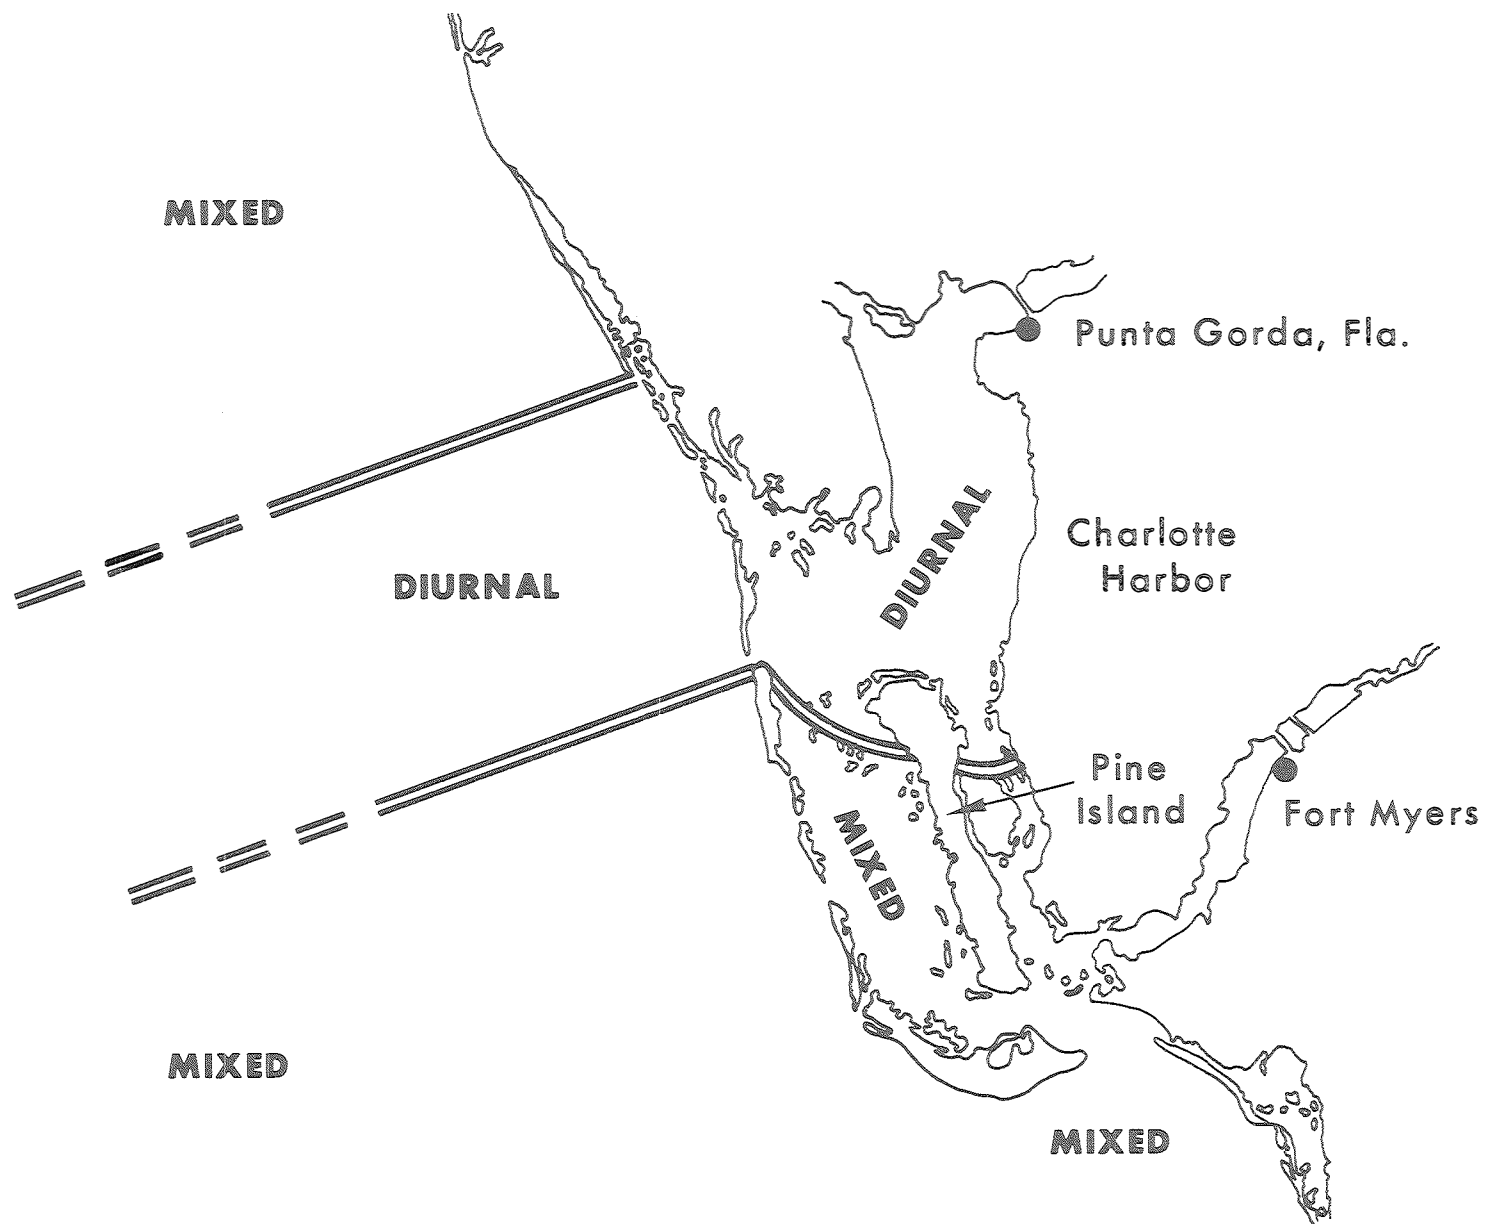 MIXED
Punta Gorda, Fla.
DIURNAL
Charlotte
Harbor
DIURNAL
Pine
Island
Fort Myers
MIXED
MIXED
MIXED